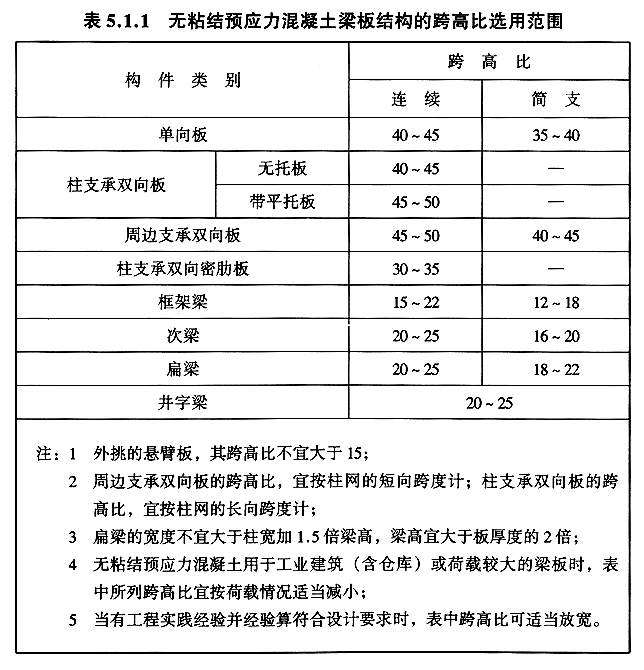 表 5.1.1 无粘结预应力混凝土梁板结构的跨高比选用范围
构 件 类 别
跨 高 比
连 续
简 支
单向板
40~45
35~40
柱支承双向板
无托板
40~45
—
带平托板
45~50
—
周边支承双向板
45~50
40~45
柱支承双向密肋板
30~35
—
框架梁
15~22
12~18
次梁
20~25
16~20
扁梁
20~25
18~22
井字梁
20~25
注：1 外挑的悬臂板，其跨高比不宜大于 15；
2 周边支承双向板的跨高比，宜按柱网的短向跨度计；柱支承双向板的跨
高比，宜按柱网的长向跨度计；
3 扁梁的宽度不宜大于柱宽加 1.5 倍梁高，梁高宜大于板厚度的 2 倍；
4 无粘结预应力混凝土用于工业建筑（含仓库）或荷载较大的梁板时，表
中所列跨高比宜按荷载情况适当减小；
5 当有工程实践经验并经验算符合设计要求时，表中跨高比可适当放宽。